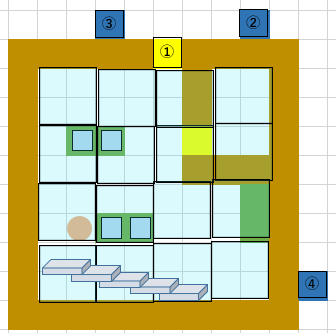 ③ ②
①
④